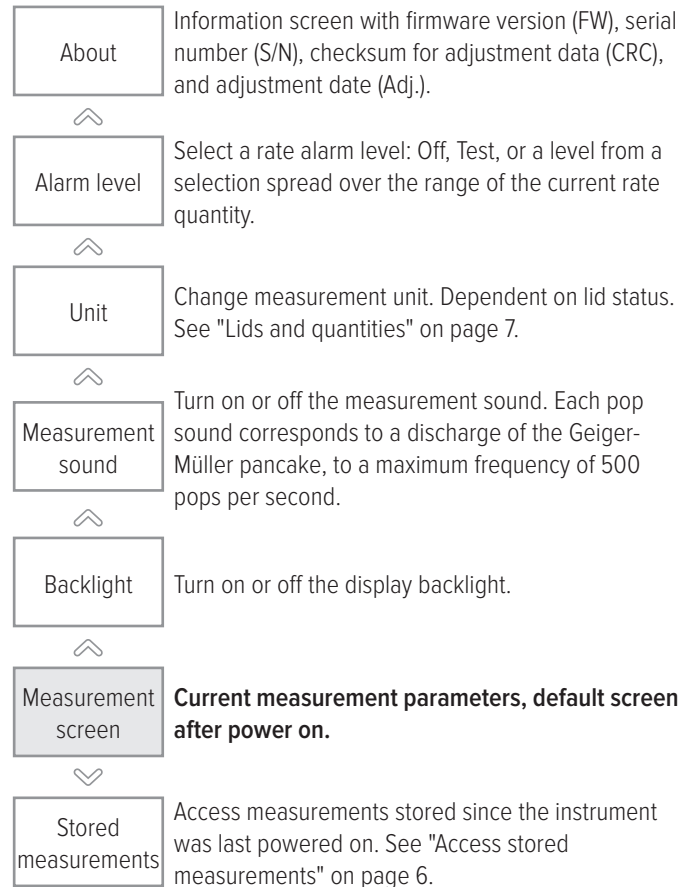 About
Information screen with firmware version (FW), serial
number (S/N), checksum for adjustment data (CRC),
and adjustment date (Adj.).
Alarm level
Select a rate alarm level: Off, Test, or a level from a
selection spread over the range of the current rate
quantity.
Unit
Change measurement unit. Dependent on lid status.
See "Lids and quantities" on page 7.
Measurement
sound
Turn on or off the measurement sound. Each pop
sound corresponds to a discharge of the Geiger-
Müller pancake, to a maximum frequency of 500
pops per second.
Backlight
Turn on or off the display backlight.
Measurement
screen
Current measurement parameters, default screen
after power on.
Stored
measurements
Access measurements stored since the instrument
was last powered on. See "Access stored
measurements" on page 6.